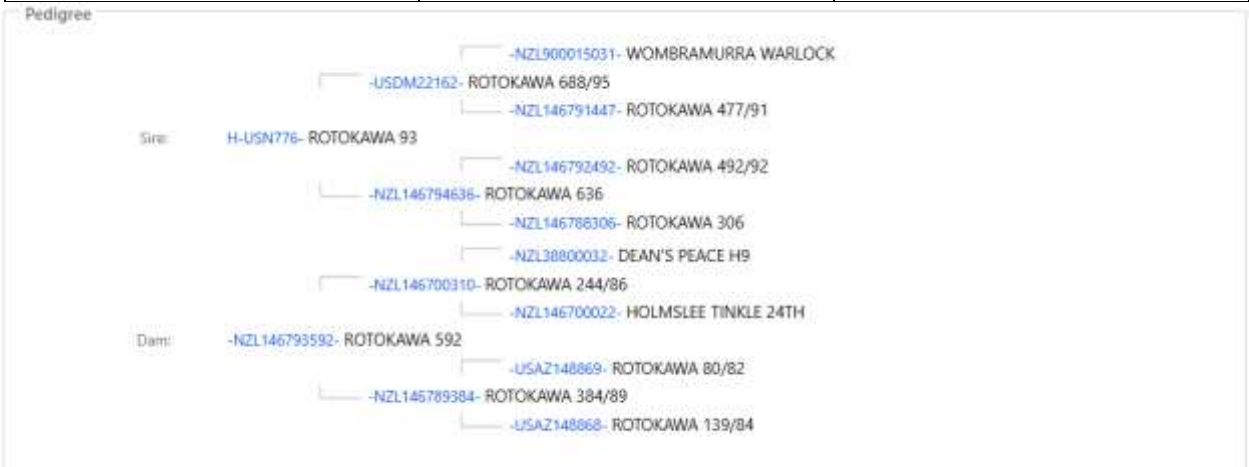 Pedigree
-NZL900015031- WOMBRAMURRA WARLOCK
-USDM22162- ROTOKAWA 688/95
-NZL146791447- ROTOKAWA 477/91
Sire: H-USN776- ROTOKAWA 93
-NZL146792492- ROTOKAWA 492/92
-NZL146794636- ROTOKAWA 636
-NZL146788306- ROTOKAWA 306
-NZL38800032- DEAN'S PEACE H9
-NZL146700310- ROTOKAWA 244/86
-NZL146700022- HOLMSLEE TINKLE 24TH
Dam: -NZL146793592- ROTOKAWA 592
-USAZ148869- ROTOKAWA 80/82
-NZL146789384- ROTOKAWA 384/89
-USAZ148868- ROTOKAWA 139/84